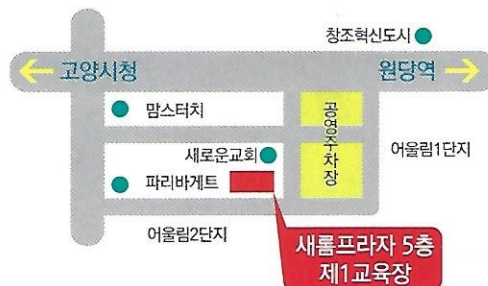 창조혁신도시
고양시청
원당역
맘스터치
공영주차장
어울림1단지
새로운교회
파리바게트
어울림2단지
새롬프라자 5층
제1교육장